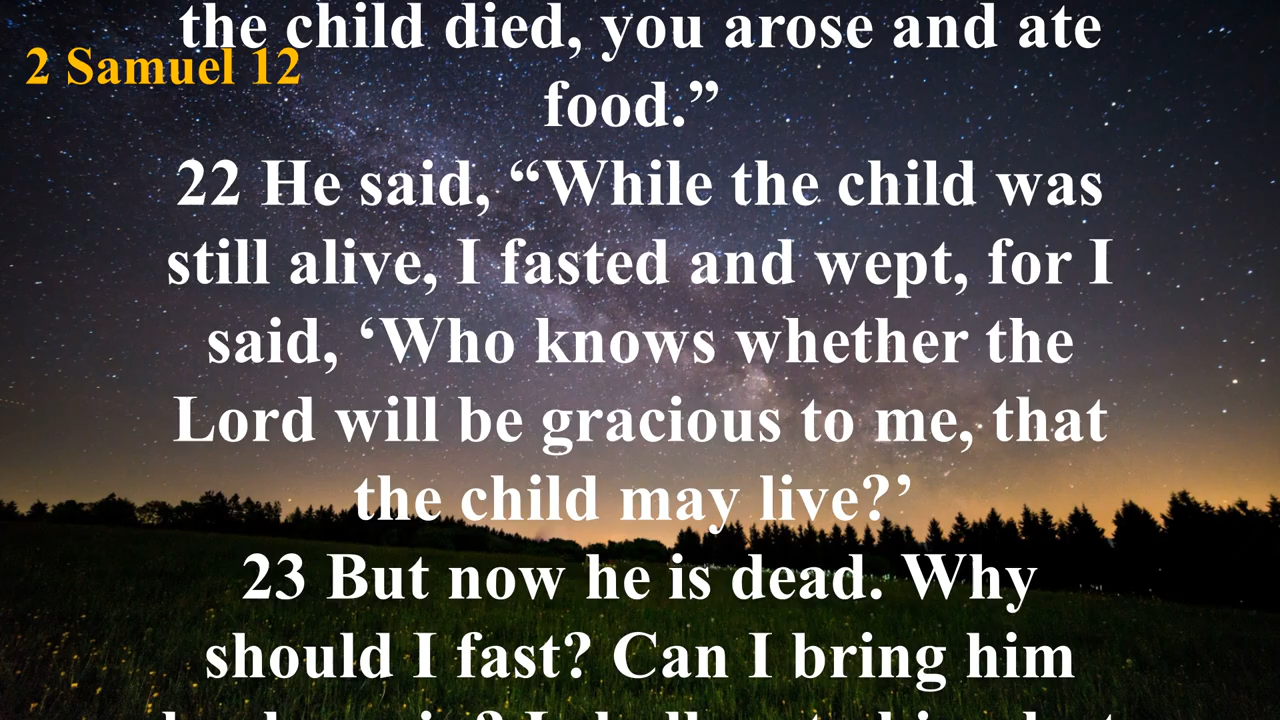 the child died, you arose and ate
2 Samuel 12
food.”
22 He said, “While the child was
still alive, I fasted and wept, for I
said, ‘Who knows whether the
Lord will be gracious to me, that
the child may live?’
23 But now he is dead. Why
should I fast? Can I bring him